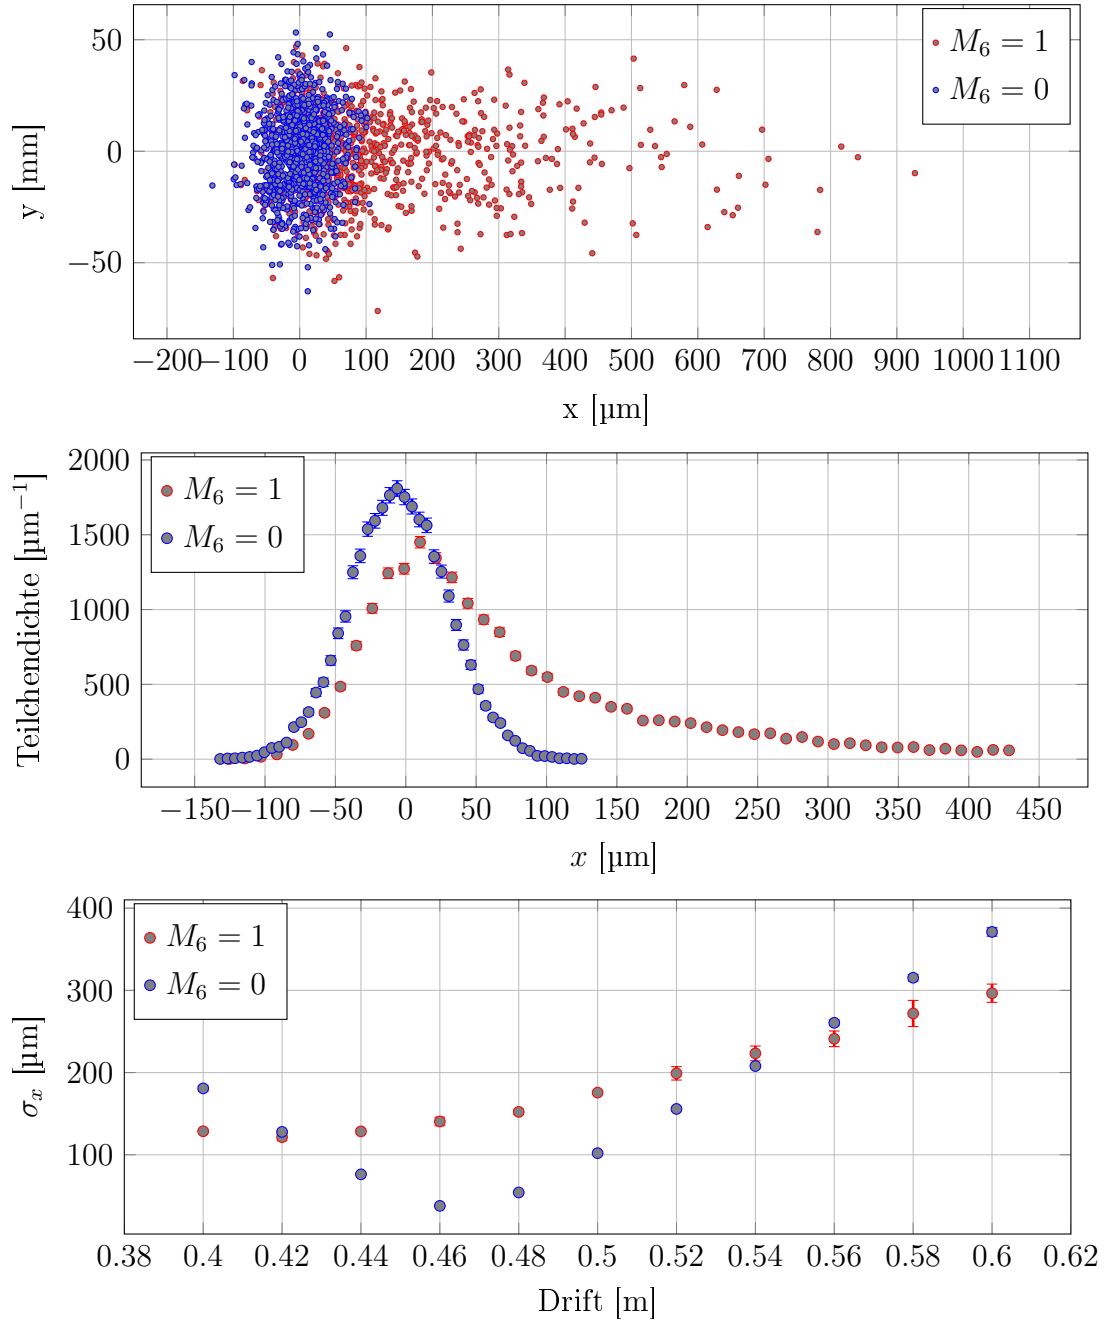 50
0
−50
y [mm]
M₆ = 1
M₆ = 0
−200 −100 0 100 200 300 400 500 600 700 800 900 1000 1100
x [µm]
2000
1500
1000
500
0
Teilchendichte [µm⁻¹]
M₆ = 1
M₆ = 0
−150 −100 −50 0 50 100 150 200 250 300 350 400 450
x [µm]
400
300
200
100
σₓ [µm]
M₆ = 1
M₆ = 0
0.38 0.4 0.42 0.44 0.46 0.48 0.5 0.52 0.54 0.56 0.58 0.6 0.62
Drift [m]